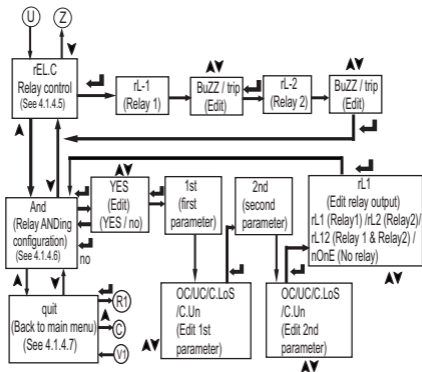 U
Z
rEL.C
Relay control
(See 4.1.4.5)
rL-1
(Relay 1)
BuZZ / trip
(Edit)
rL-2
(Relay 2)
BuZZ / trip
(Edit)
And
(Relay ANDing
configuration)
(See 4.1.4.6)
YES
(Edit)
(YES / no)
no
1st
(first
parameter)
2nd
(second
parameter)
rL1
(Edit relay output)
rL1 (Relay1) /rL2 (Relay2)/
rL12 (Relay 1 & Relay2) /
nOnE (No relay)
quit
(Back to main menu)
(See 4.1.4.7)
R1
C
V1
OC/UC/C.LoS
/C.Un
(Edit 1st
parameter)
OC/UC/C.LoS
/C.Un
(Edit 2nd
parameter)